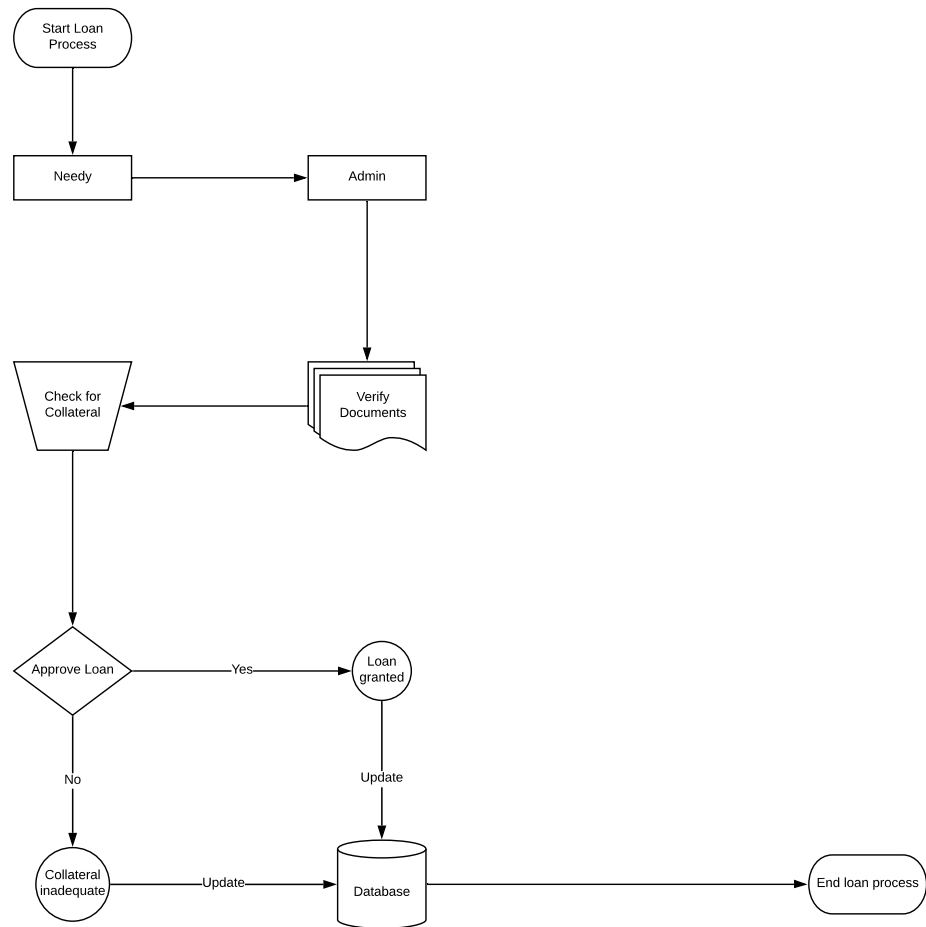 Start Loan
Process
Needy
Admin
Check for
Collateral
Verify
Documents
Approve Loan
Yes
Loan
granted
No
Update
Collateral
inadequate
Update
Database
End loan process